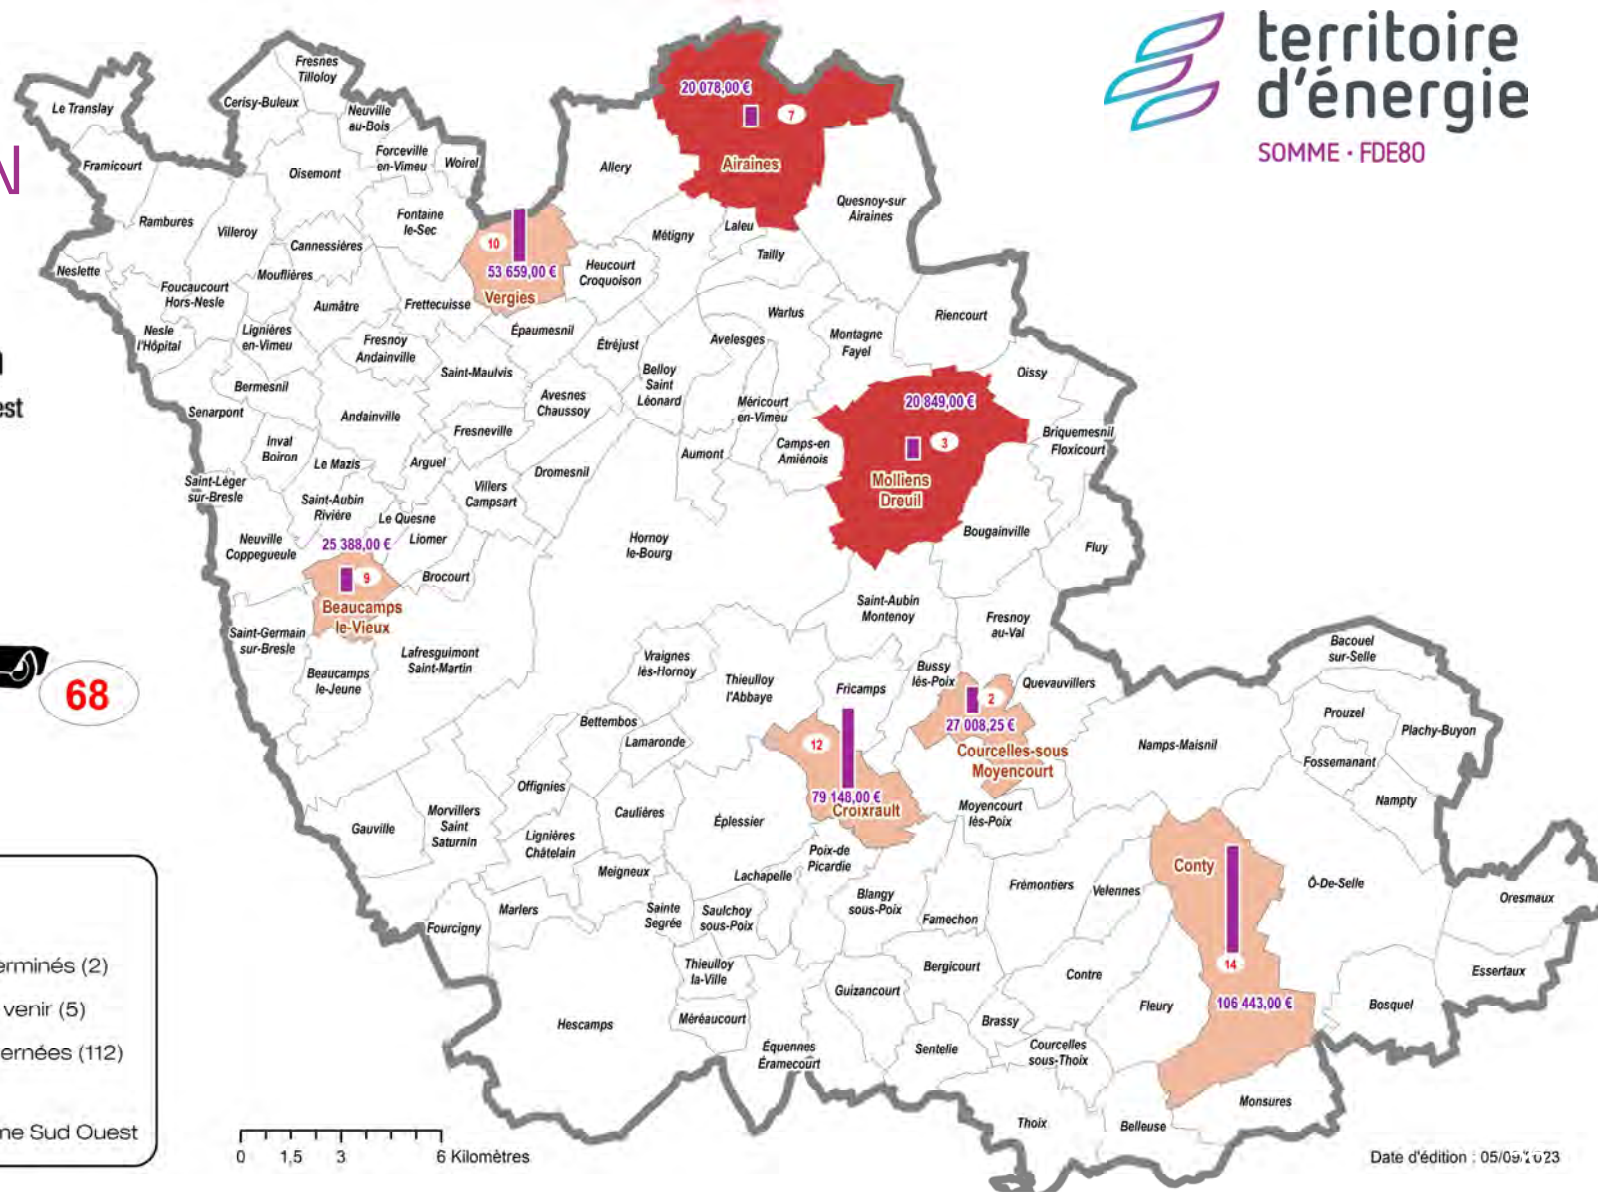 territoire
d'énergie
SOMME · FDE80
N
est
68
Fresnes
Tilloloy
Le Translay
Cerisy-Buleux
Neuville
au-Bois
20 078,00 €
7
Airaines
Framicourt
Oisemont
Forceville
en-Vimeu
Woirel
Allery
Rambures
Villeroy
Cannessières
Fontaine
le-Sec
Métigny
Laleu
Quesnoy-sur
Airaines
10
53 659,00 €
Vergies
Tailly
Neslette
Mouflières
Heucourt
Croquoison
Foucaucourt
Hors-Nesle
Aumâtre
Frettecuisse
Warlus
Riencourt
Nesle
l'Hôpital
Lignières
en-Vimeu
Fresnoy
Andainville
Épaumesnil
Étréjust
Avelesges
Montagne
Fayel
Bermesnil
Saint-Maulvis
Belloy
Saint
Léonard
Oissy
Senarpont
Andainville
Avesnes
Chaussoy
Méricourt
en-Vimeu
20 849,00 €
3
Molliens
Dreuil
Inval
Boiron
Fresneville
Camps-en
Amiénois
Briquemesnil
Floxicourt
Le Mazis
Arguel
Dromesnil
Aumont
Saint-Léger
sur-Bresle
Saint-Aubin
Rivière
Villers
Campsart
Le Quesne
Neuville
Coppegueule
25 388,00 €
Liomer
Hornoy
le-Bourg
Bougainville
Fluy
9
Beaucamps
le-Vieux
Brocourt
Saint-Aubin
Montenoy
Fresnoy
au-Val
Saint-Germain
sur-Bresle
Lafresguimont
Saint-Martin
Vraignes
lès-Hornoy
Bacouel
sur-Selle
Beaucamps
le-Jeune
Thieulloy
l'Abbaye
Fricamps
Bussy
lès-Poix
Quevauvillers
2
27 008,25 €
Courcelles-sous
Moyencourt
Bettembos
Lamaronde
12
79 148,00 €
Croixrault
Namps-Maisnil
Prouzel
Plachy-Buyon
Fossemanant
Nampty
Offignies
Gauville
Morvillers
Saint
Saturnin
Caulières
Éplessier
Moyencourt
lès-Poix
Lignières
Châtelain
Poix-de
Picardie
Conty
Meigneux
Lachapelle
Frémontiers
Velennes
Ô-De-Selle
Oresmaux
Marlers
Sainte
Segrée
Saulchoy
sous-Poix
Blangy
sous-Poix
Famechon
Fourcigny
14
106 443,00 €
Thieulloy
la-Ville
Bergicourt
Contre
Essertaux
Guizancourt
Fleury
Bosquel
Hescamps
Méréaucourt
Brassy
Équennes
Éramecourt
Sentelie
Courcelles
sous-Thoix
Monsures
Thoix
Belleuse
erminés (2)
venir (5)
ernées (112)
ne Sud Ouest
0 1,5 3 6 Kilomètres
Date d'édition : 05/09/2023